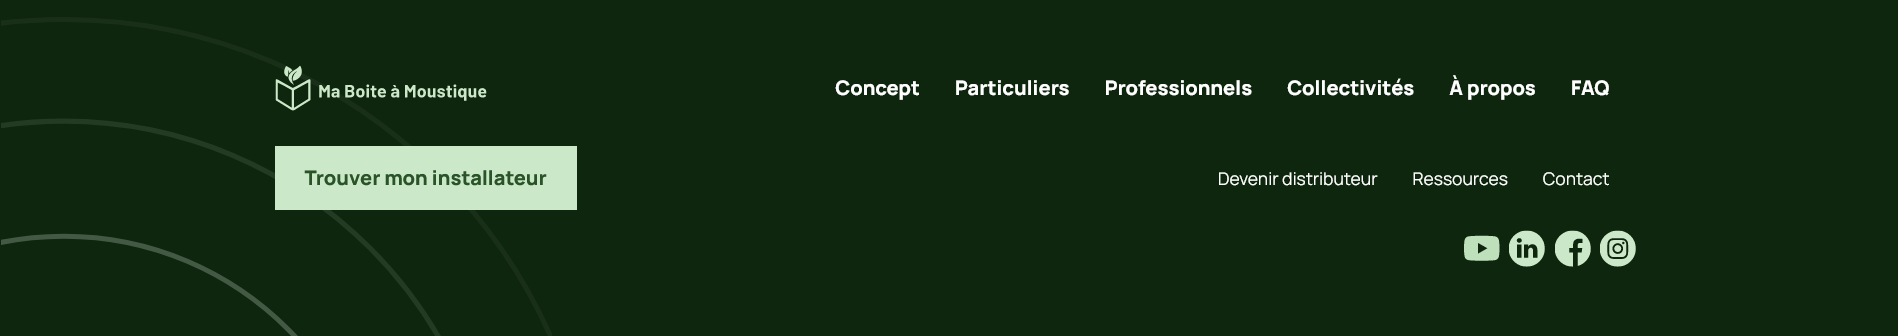 Ma Boite à Moustique
Concept Particuliers Professionnels Collectivités À propos FAQ
Trouver mon installateur
Devenir distributeur Ressources Contact